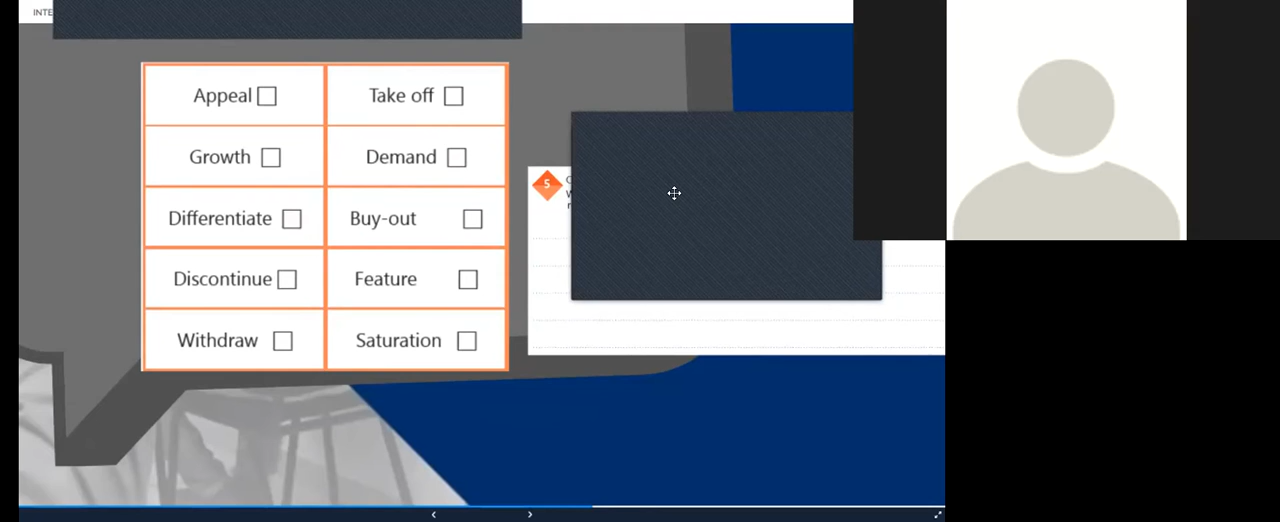 INTE
Appeal
Take off
Growth
Demand
Differentiate
Buy-out
Discontinue
Feature
Withdraw
Saturation
5